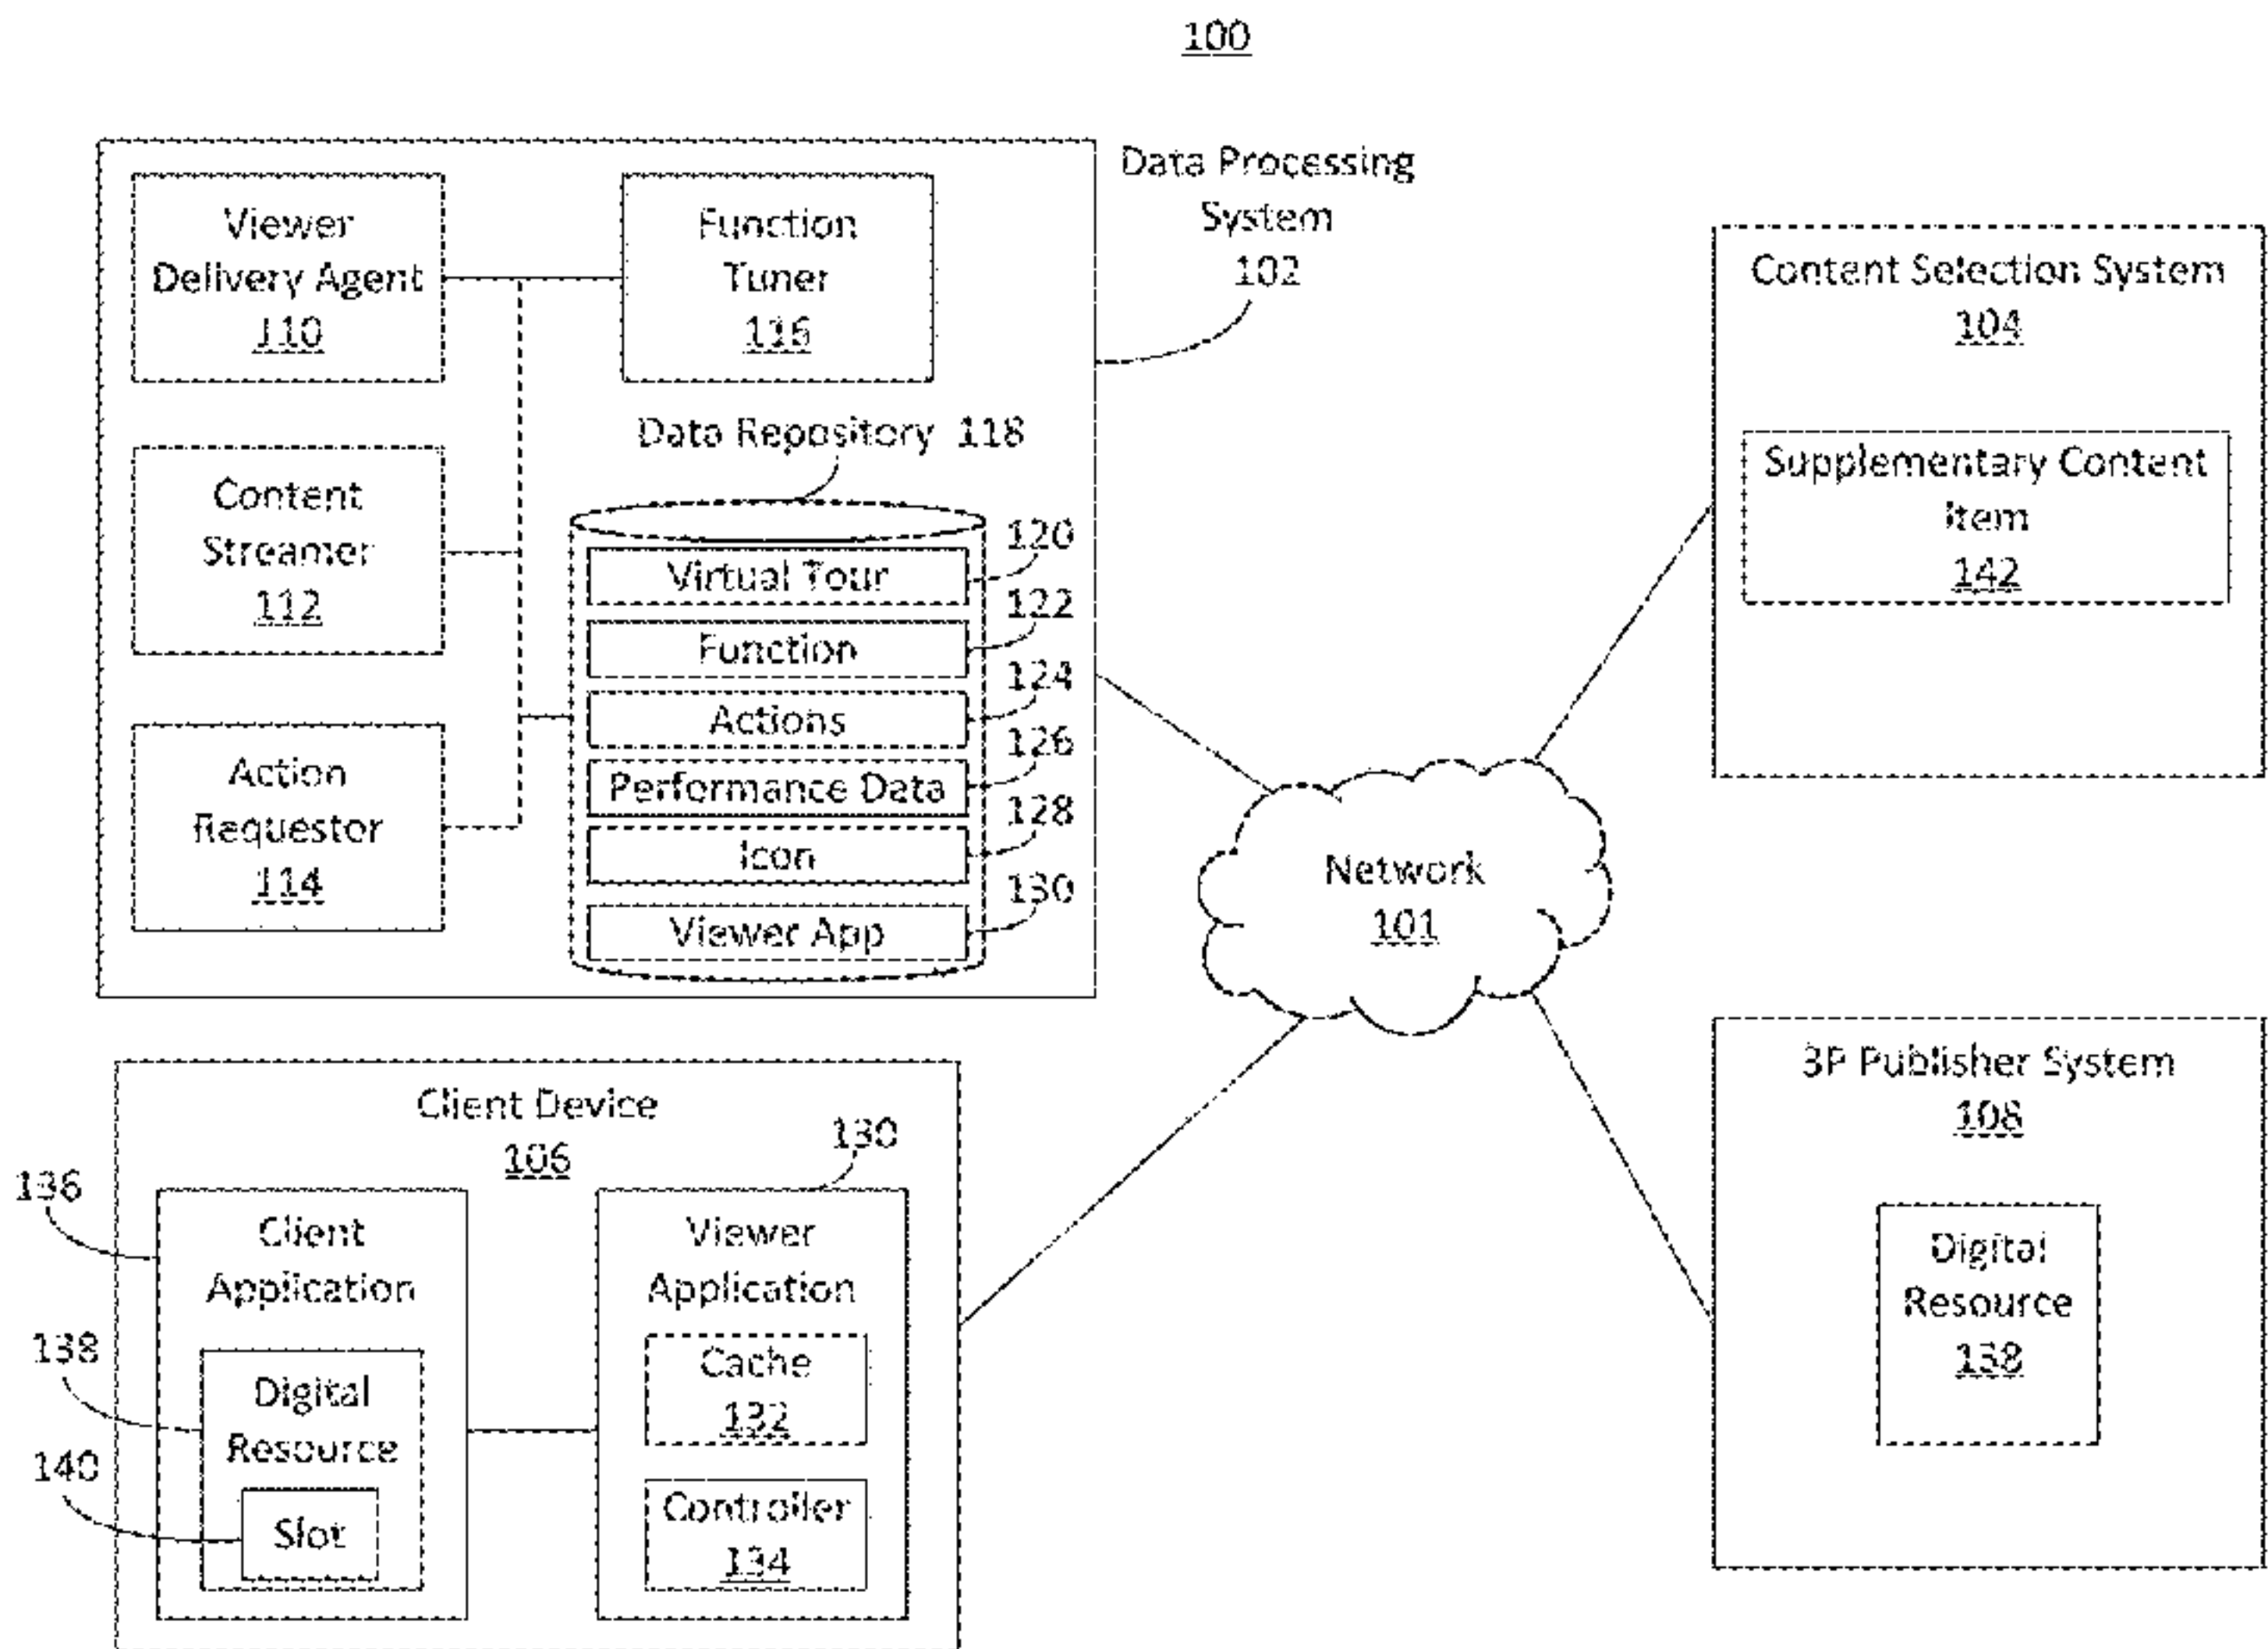 100
Data Processing
System
102
Viewer
Delivery Agent
110
Function
Tuner
116
Content
Streamer
112
Action
Requestor
114
Data Repository 118
Virtual Tour
120
Function
122
Actions
124
Performance Data
126
Icon
128
Viewer App
130
Content Selection System
104
Supplementary Content
Item
142
Network
101
Client Device
106
136
Client
Application
138
Digital
Resource
140
Slot
130
Viewer
Application
Cache
132
Controller
134
3P Publisher System
108
Digital
Resource
138